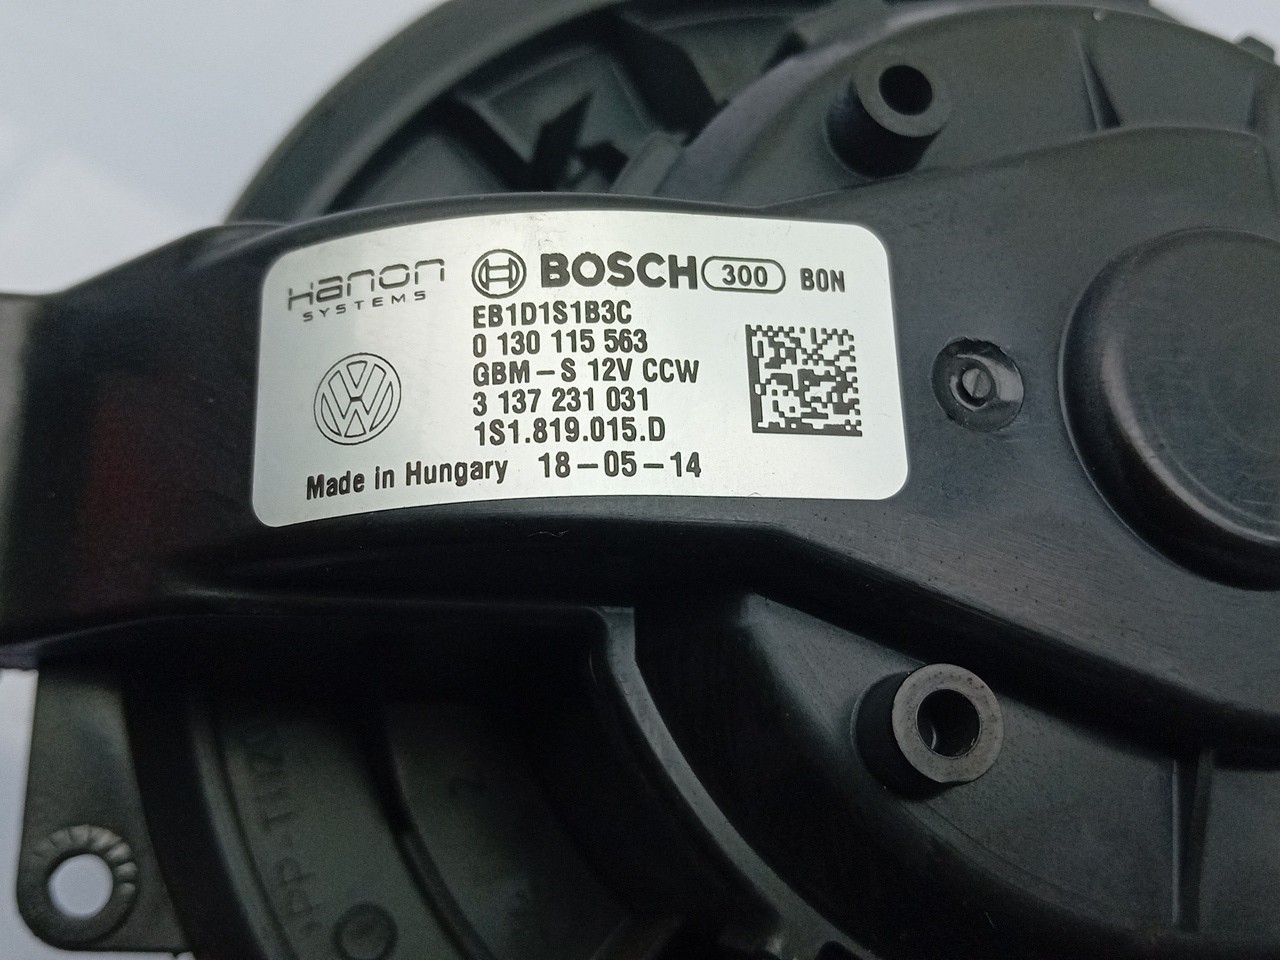 Hanon
SYSTEMS
BOSCH 300 B0N
EB1D1S1B3C
0 130 115 563
GBM-S 12V CCW
3 137 231 031
1S1.819.015.D
Made in Hungary 18-05-14